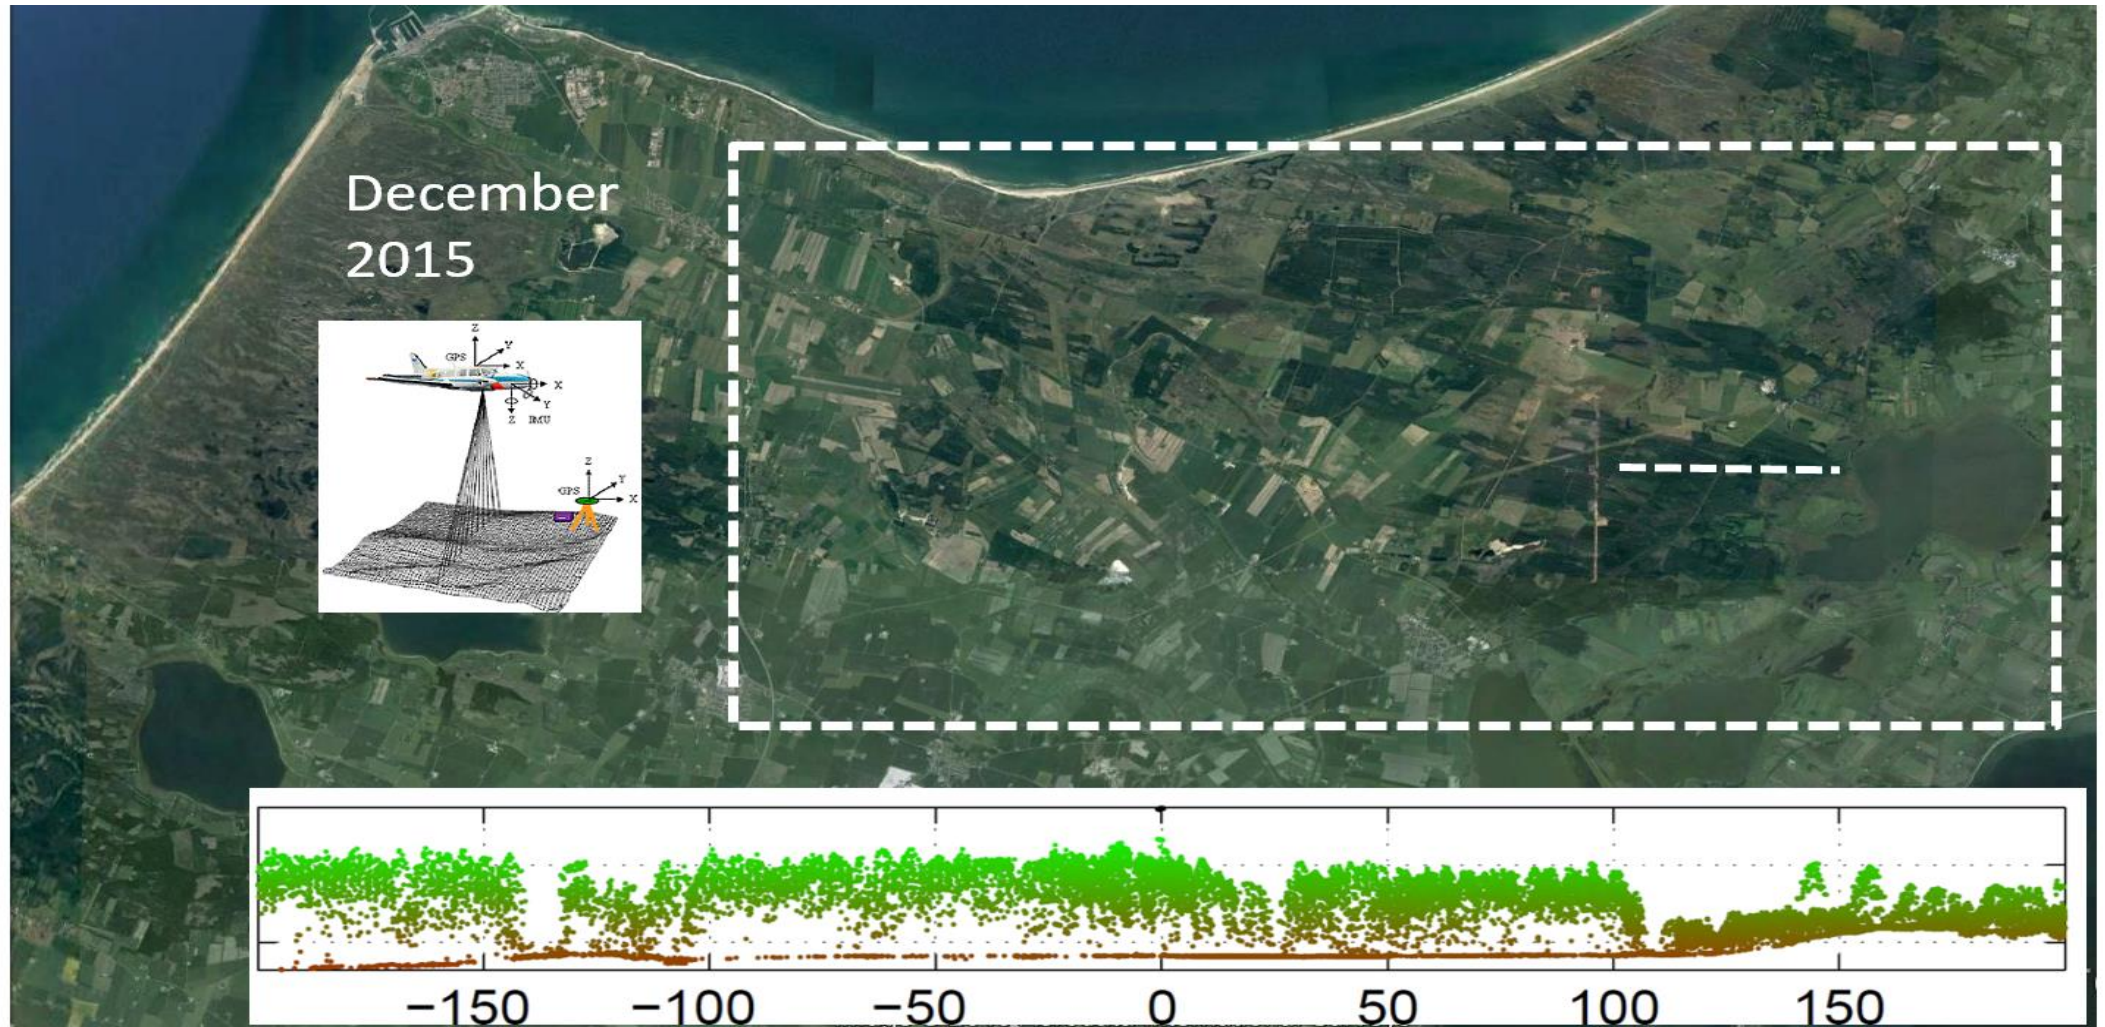 December
2015
Z
Y
GPS
X
X
Y
Z IMU
Z
Y
GPS
X
−150 −100 −50 0 50 100 150